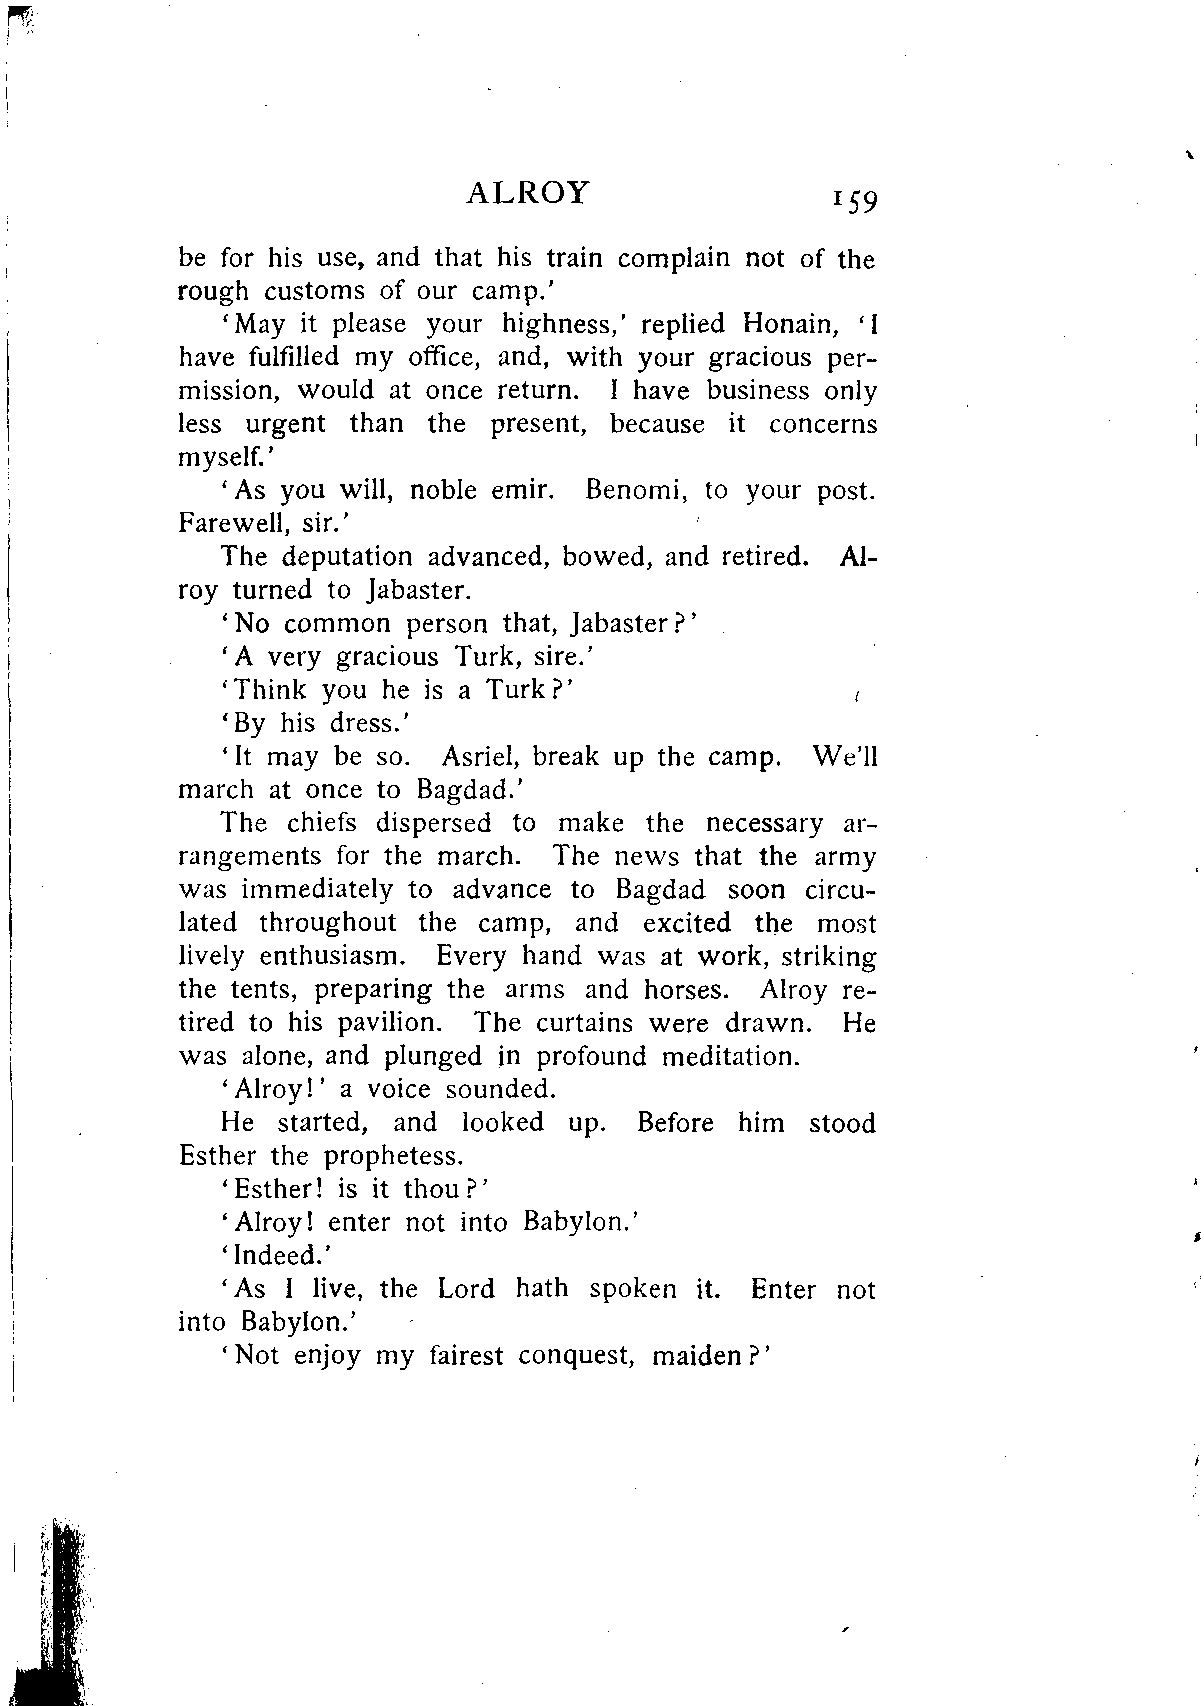 ALROY 159
be for his use, and that his train complain not of the
rough customs of our camp.'
'May it please your highness,' replied Honain, 'I
have fulfilled my office, and, with your gracious per-
mission, would at once return. I have business only
less urgent than the present, because it concerns
myself.'
'As you will, noble emir. Benomi, to your post.
Farewell, sir.'
The deputation advanced, bowed, and retired. Al-
roy turned to Jabaster.
'No common person that, Jabaster?'
'A very gracious Turk, sire.'
'Think you he is a Turk?'
'By his dress.'
'It may be so. Asriel, break up the camp. We'll
march at once to Bagdad.'
The chiefs dispersed to make the necessary ar-
rangements for the march. The news that the army
was immediately to advance to Bagdad soon circu-
lated throughout the camp, and excited the most
lively enthusiasm. Every hand was at work, striking
the tents, preparing the arms and horses. Alroy re-
tired to his pavilion. The curtains were drawn. He
was alone, and plunged in profound meditation.
'Alroy!' a voice sounded.
He started, and looked up. Before him stood
Esther the prophetess.
'Esther! is it thou?'
'Alroy! enter not into Babylon.'
'Indeed.'
'As I live, the Lord hath spoken it. Enter not
into Babylon.'
'Not enjoy my fairest conquest, maiden?'